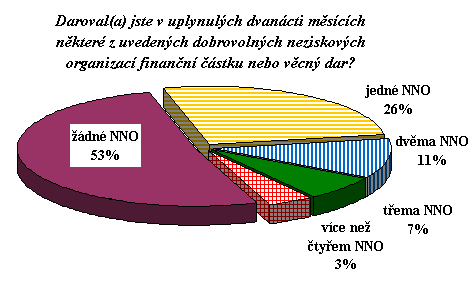 Daroval(a) jste v uplynulých dvanácti měsících
některé z uvedených dobrovolných neziskových
organizací finanční částku nebo věcný dar?
jedné NNO
26%
žádné NNO
53%
dvěma NNO
11%
třema NNO
7%
více než
čtyřem NNO
3%